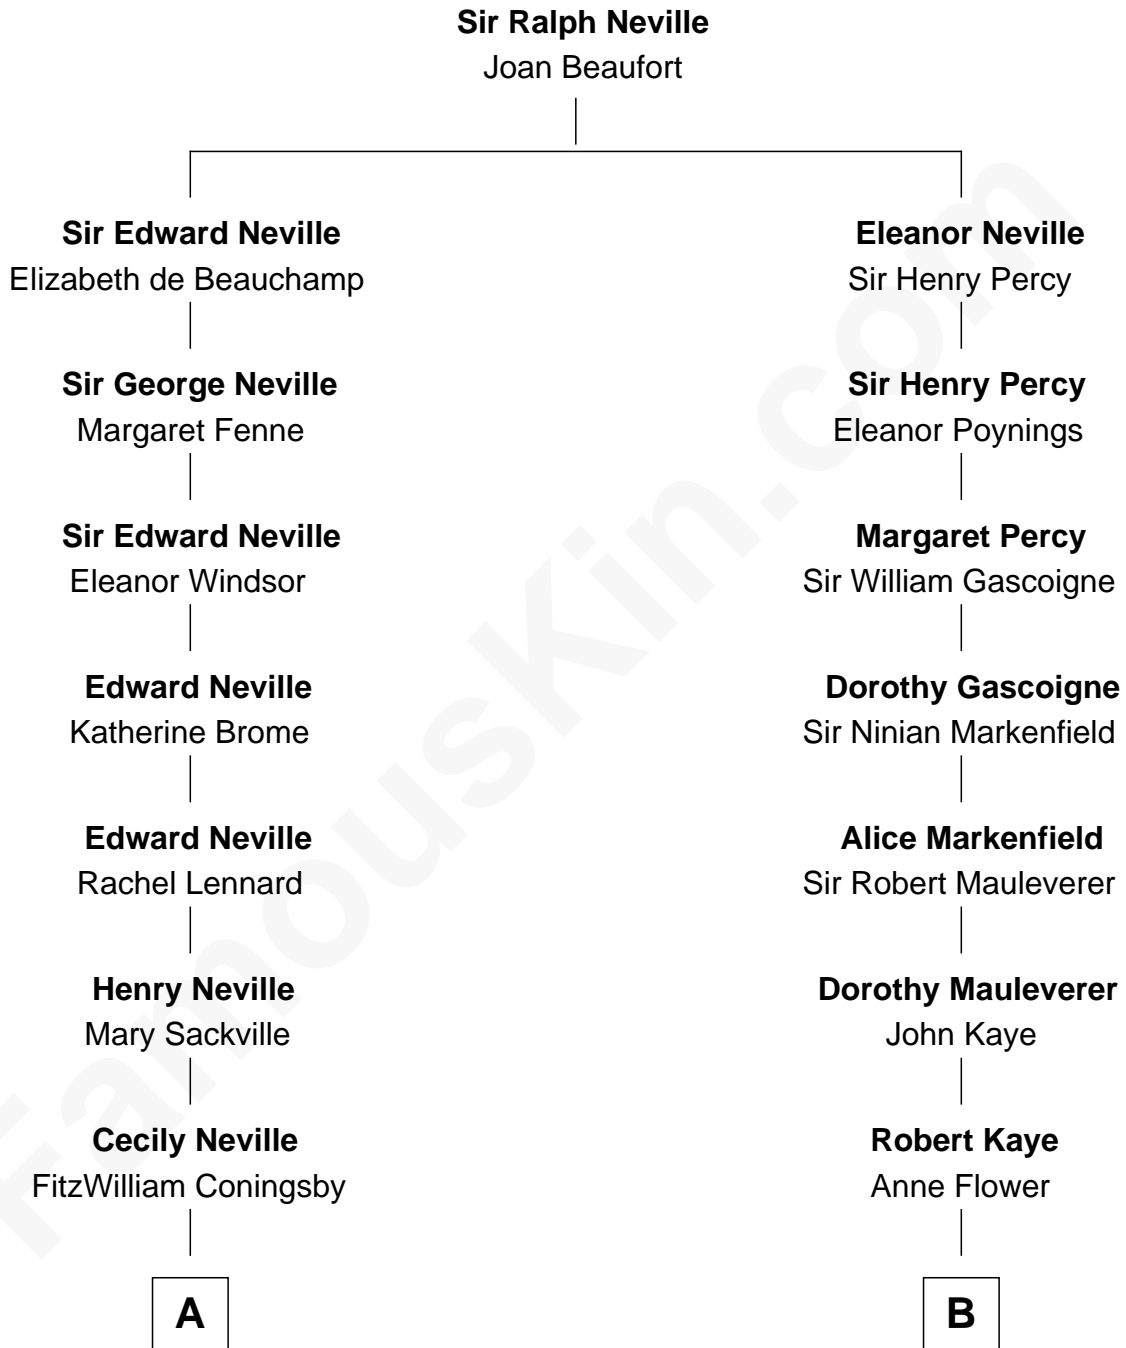 Sir Ralph Neville
Joan Beaufort
Sir Edward Neville
Elizabeth de Beauchamp
Eleanor Neville
Sir Henry Percy
Sir George Neville
Margaret Fenne
Sir Henry Percy
Eleanor Poynings
Sir Edward Neville
Eleanor Windsor
Margaret Percy
Sir William Gascoigne
Edward Neville
Katherine Brome
Dorothy Gascoigne
Sir Ninian Markenfield
Edward Neville
Rachel Lennard
Alice Markenfield
Sir Robert Mauleverer
Henry Neville
Mary Sackville
Dorothy Mauleverer
John Kaye
Cecily Neville
FitzWilliam Coningsby
Robert Kaye
Anne Flower
A
B
FamousKin.com